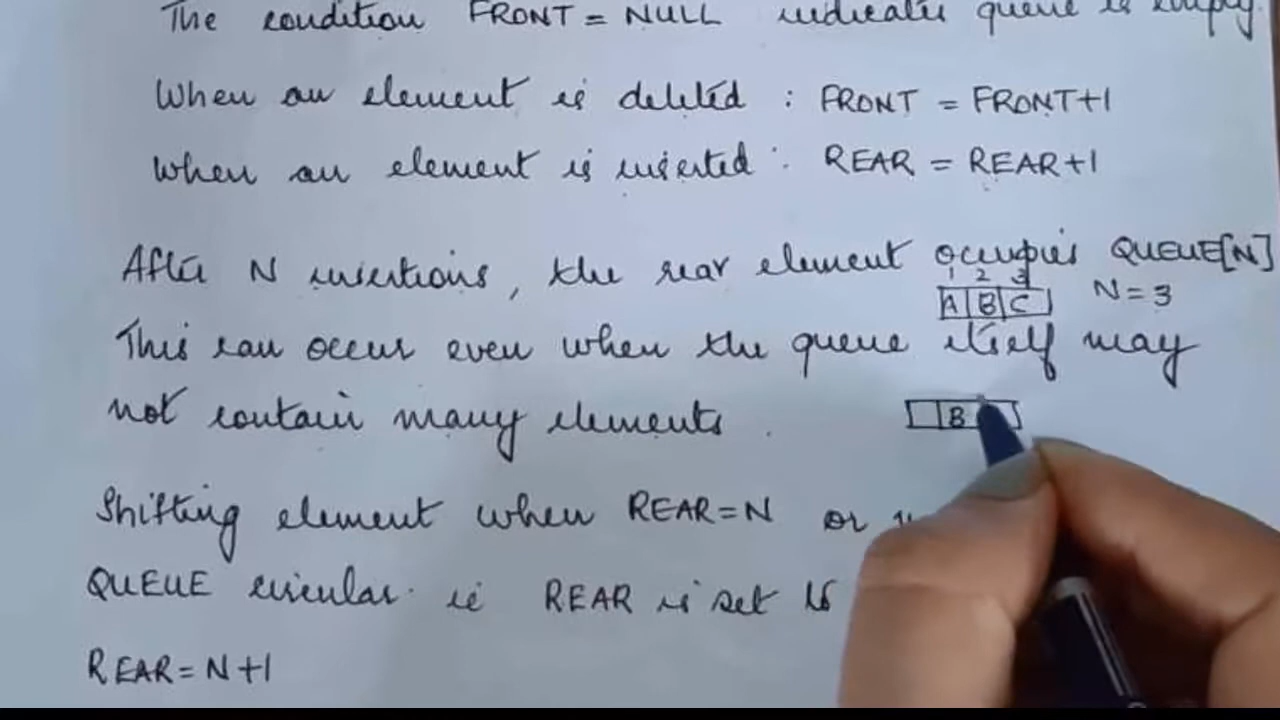 The condition FRONT = NULL indicates queue is empty.
When an element is deleted : FRONT = FRONT+1
When an element is inserted : REAR = REAR+1
After N insertions, the rear element occupies QUEUE[N]
1 2 3
A B C N=3
This can occur even when the queue itself may
not contain many elements.
B
Shifting element when REAR=N or
QUEUE circular. ie REAR is set to
REAR=N+1